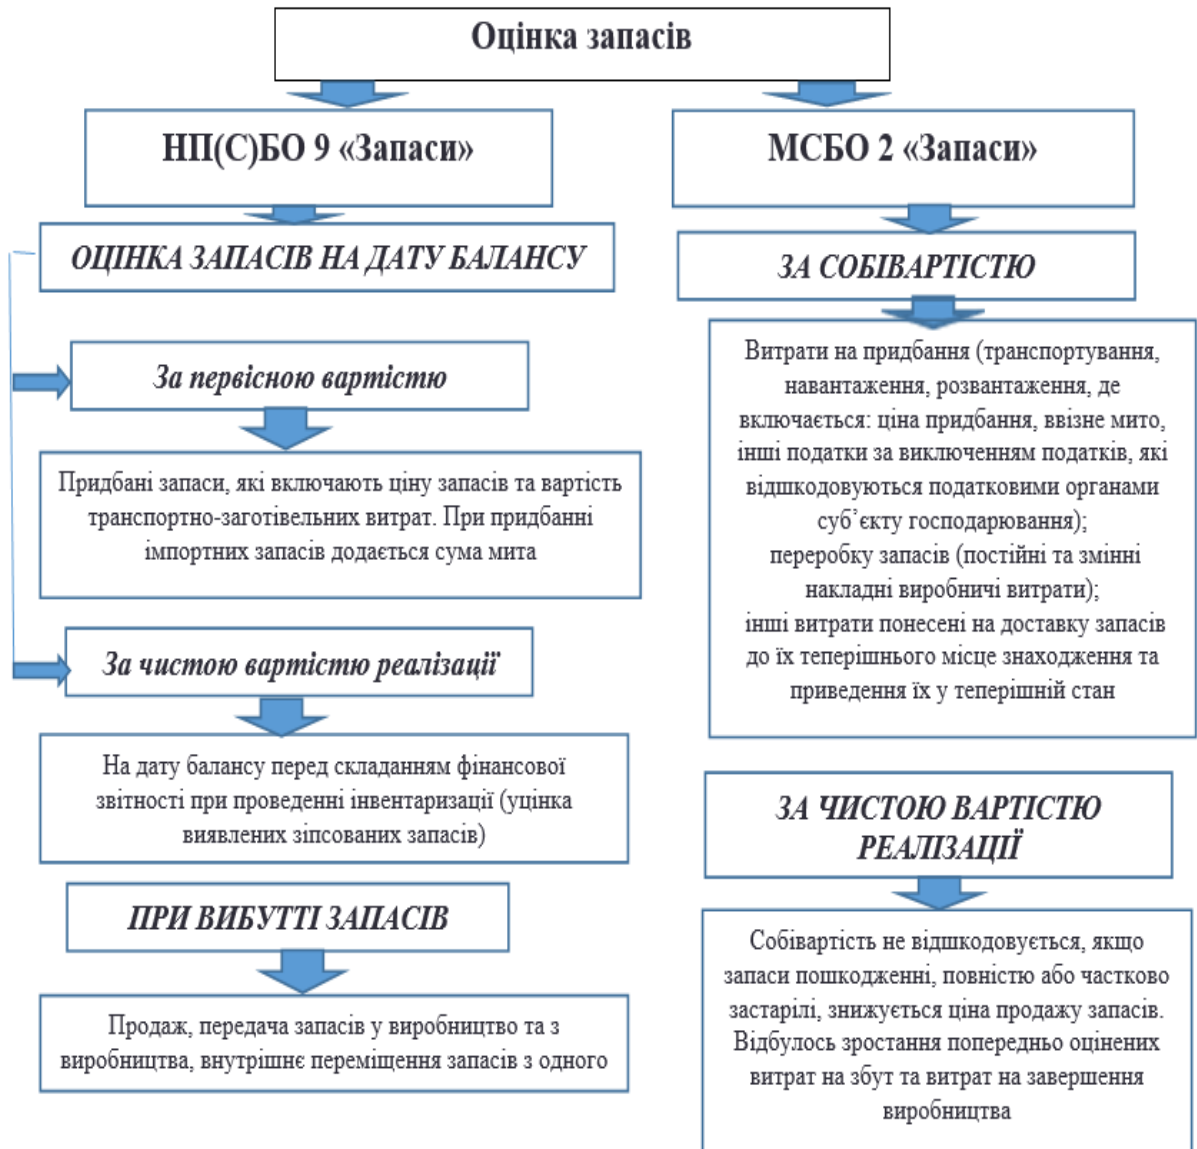 Оцінка запасів
НП(С)БО 9 «Запаси»
ОЦІНКА ЗАПАСІВ НА ДАТУ БАЛАНСУ
За первісною вартістю
Придбані запаси, які включають ціну запасів та вартість
транспортно-заготівельних витрат. При придбанні
імпортних запасів додається сума мита
За чистою вартістю реалізації
На дату балансу перед складанням фінансової
звітності при проведенні інвентаризації (уцінка
виявлених зіпсованих запасів)
ПРИ ВИБУТТІ ЗАПАСІВ
Продаж, передача запасів у виробництво та з
виробництва, внутрішнє переміщення запасів з одного
МСБО 2 «Запаси»
ЗА СОБІВАРТІСТЮ
Витрати на придбання (транспортування,
навантаження, розвантаження, де
включається: ціна придбання, ввізне мито,
інші податки за виключенням податків, які
відшкодовуються податковими органами
суб’єкту господарювання);
переробку запасів (постійні та змінні
накладні виробничі витрати);
інші витрати понесені на доставку запасів
до їх теперішнього місце знаходження та
приведення їх у теперішній стан
ЗА ЧИСТОЮ ВАРТІСТЮ
РЕАЛІЗАЦІЇ
Собівартість не відшкодовується, якщо
запаси пошкодженні, повністю або частково
застарілі, знижується ціна продажу запасів.
Відбулось зростання попередньо оцінених
витрат на збут та витрат на завершення
виробництва